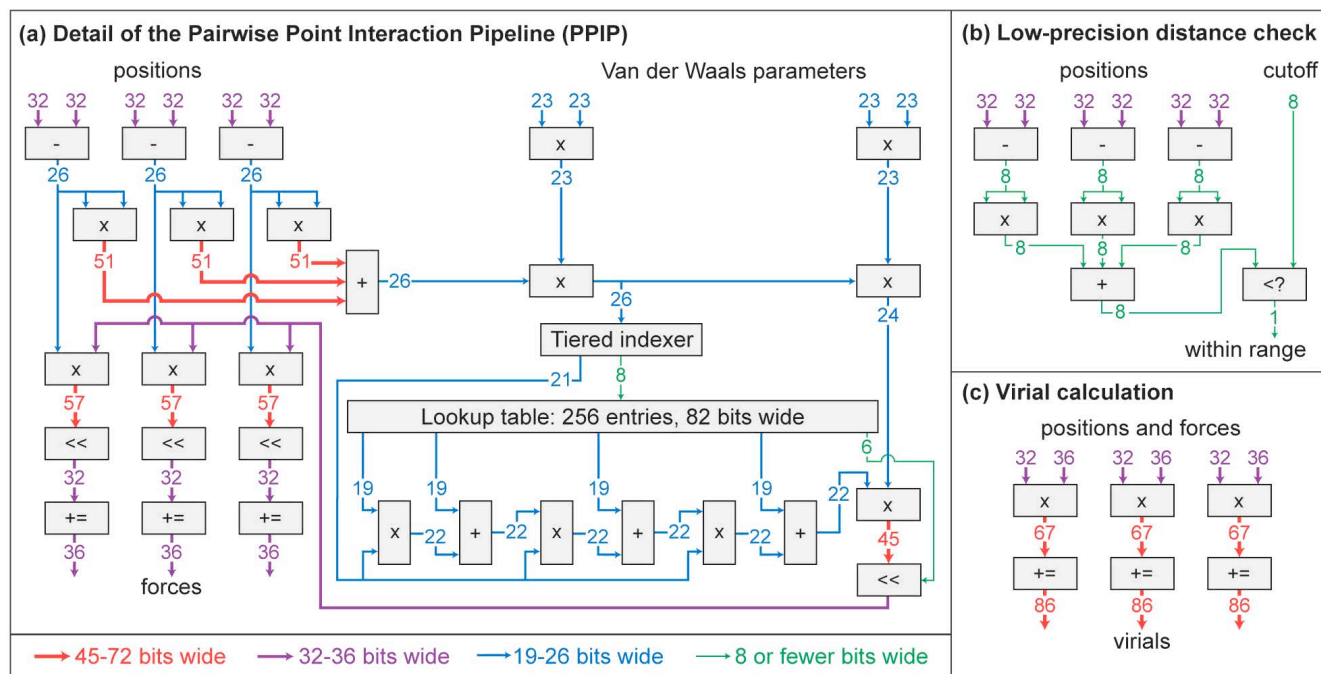 (a) Detail of the Pairwise Point Interaction Pipeline (PPIP)
positions
Van der Waals parameters
32 32 32 32 32 32
23 23 23 23
- - -
x x
26 26 26
23 23
x x x
51 51 51
+
26
x x
26
24
Tiered indexer
x x x
21
8
57 57 57
Lookup table: 256 entries, 82 bits wide
<< << <<
6
32 32 32
19 19 19 19 22
x
+= += +=
x 22 + 22 x 22 + 22 x 22 +
45
36 36 36
forces
<<
45-72 bits wide
32-36 bits wide
19-26 bits wide
8 or fewer bits wide
(b) Low-precision distance check
positions
cutoff
32 32 32 32 32 32
8
- - -
8 8 8
x x x
8 8 8
+
<?
8
1
within range
(c) Virial calculation
positions and forces
32 36 32 36 32 36
x x x
67 67 67
+= += +=
86 86 86
virials